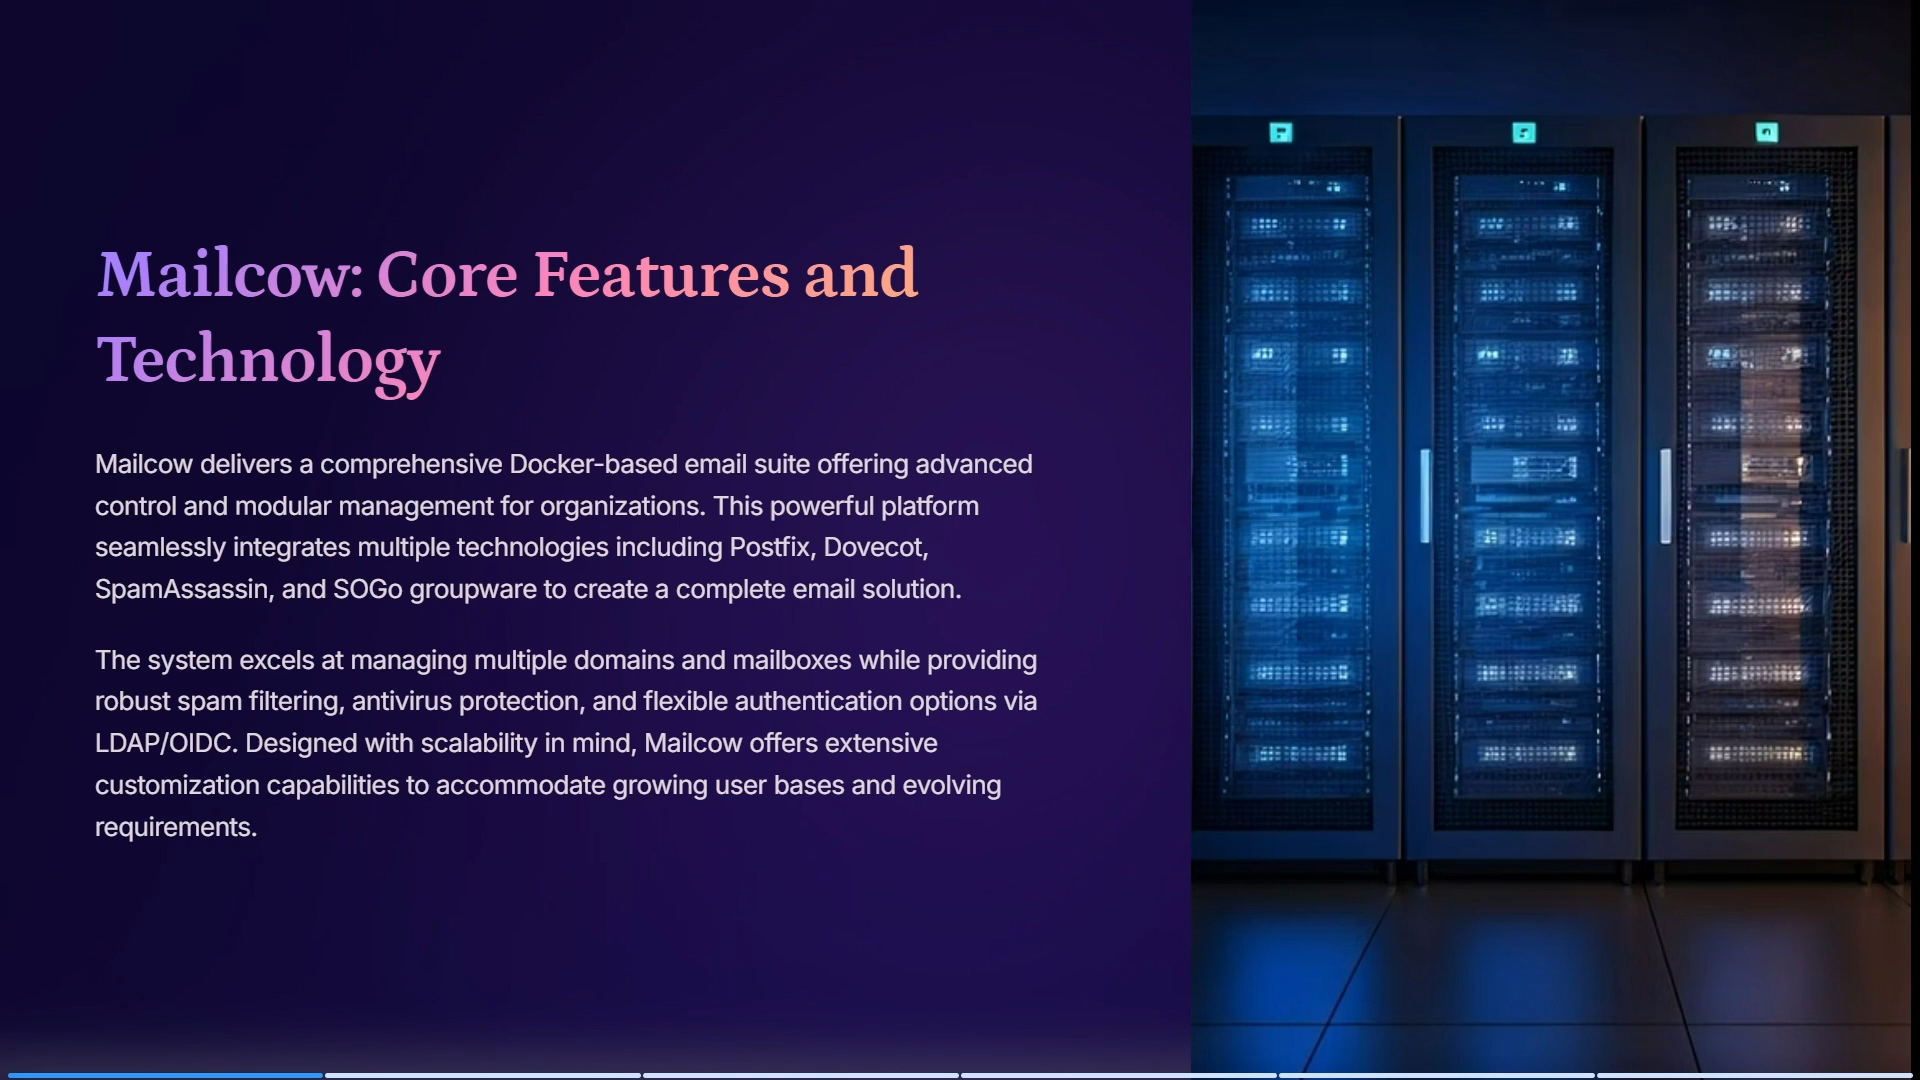 Mailcow: Core Features and
Technology
Mailcow delivers a comprehensive Docker-based email suite offering advanced
control and modular management for organizations. This powerful platform
seamlessly integrates multiple technologies including Postfix, Dovecot,
SpamAssassin, and SOGo groupware to create a complete email solution.
The system excels at managing multiple domains and mailboxes while providing
robust spam filtering, antivirus protection, and flexible authentication options via
LDAP/OIDC. Designed with scalability in mind, Mailcow offers extensive
customization capabilities to accommodate growing user bases and evolving
requirements.